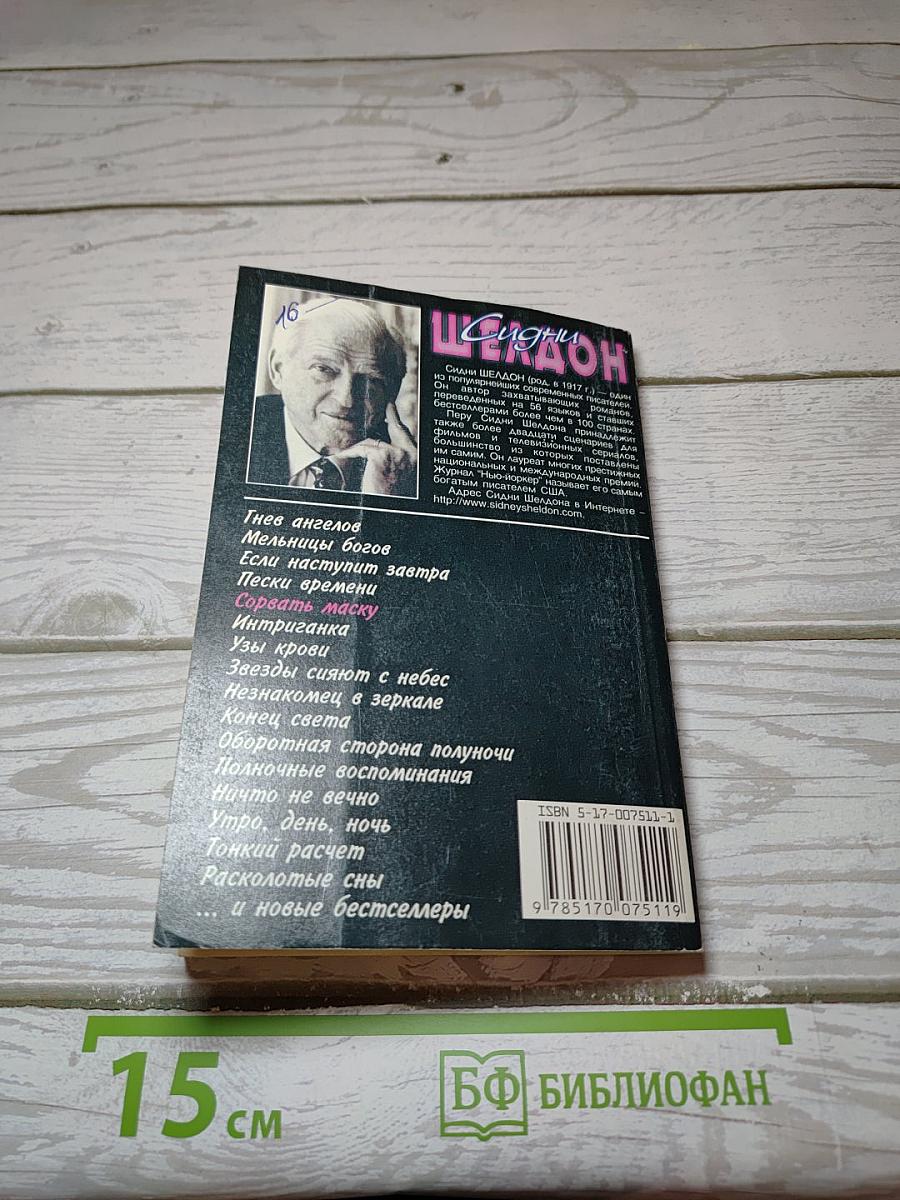 16
Сидни
ШЕЛДОН
Сидни ШЕЛДОН (род. в 1917 г.) — один
из популярнейших современных писателей.
Он автор захватывающих романов,
переведенных на 56 языков и ставших
бестселлерами более чем в 100 странах.
Перу Сидни Шелдона принадлежит
также более двадцати сценариев для
фильмов и телевизионных сериалов,
большинство из которых поставлены
им самим. Он лауреат многих престижных
национальных и международных премий.
Журнал "Нью-йоркер" называет его самым
богатым писателем США.
Адрес Сидни Шелдона в Интернете –
http://www.sidneysheldon.com.
Гнев ангелов
Мельницы богов
Если наступит завтра
Пески времени
Сорвать маску
Интриганка
Узы крови
Звезды сияют с небес
Незнакомец в зеркале
Конец света
Оборотная сторона полуночи
Полночные воспоминания
Ничто не вечно
Утро, день, ночь
Тонкий расчет
Расколотые сны
... и новые бестселлеры
ISBN 5-17-007511-1
9 785170 075119
15 см
БФ БИБЛИОФАН